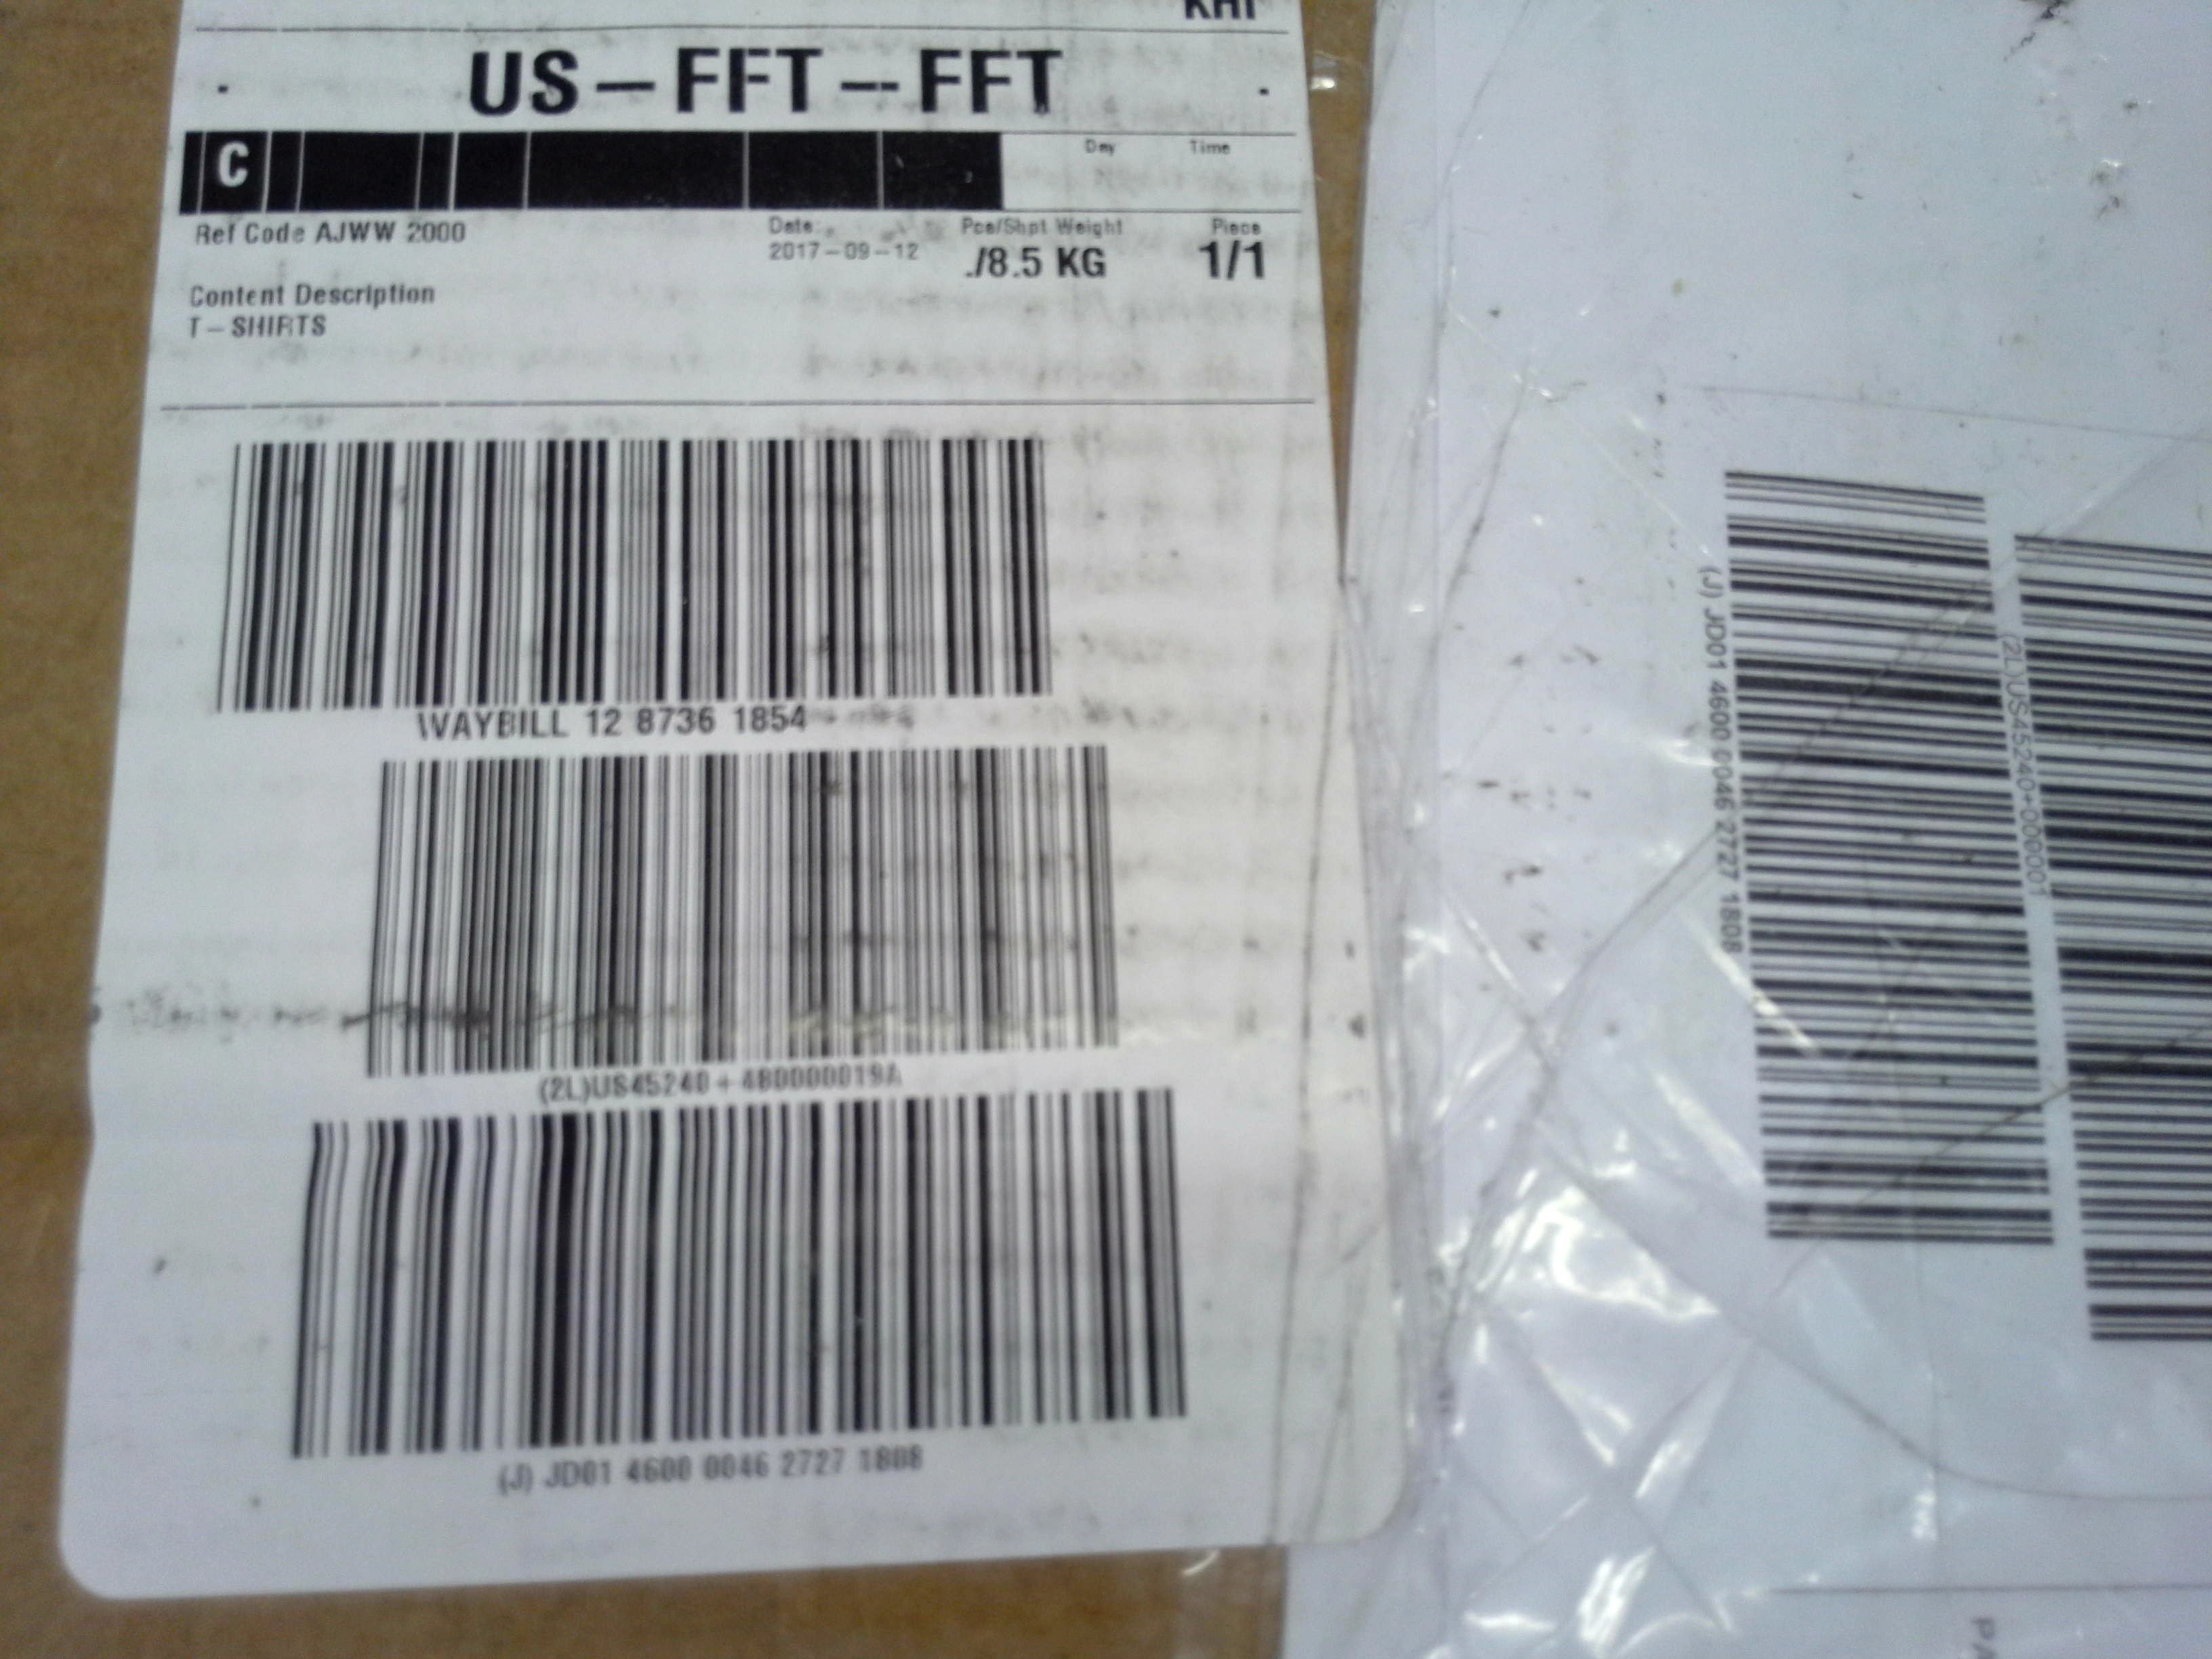 KHI
US-FFT-FFT
C
Day Time
Ref Code AJWW 2000
Date: Pce/Shpt Weight Piece
2017-09-12 ./8.5 KG 1/1
Content Description
T-SHIRTS
WAYBILL 12 8736 1854
(2L)US45240+48000001
(J) JD01 4600 0046 2727 1808
(J) JD01 4600 0046 2727 1808
(2L)US45240+000001